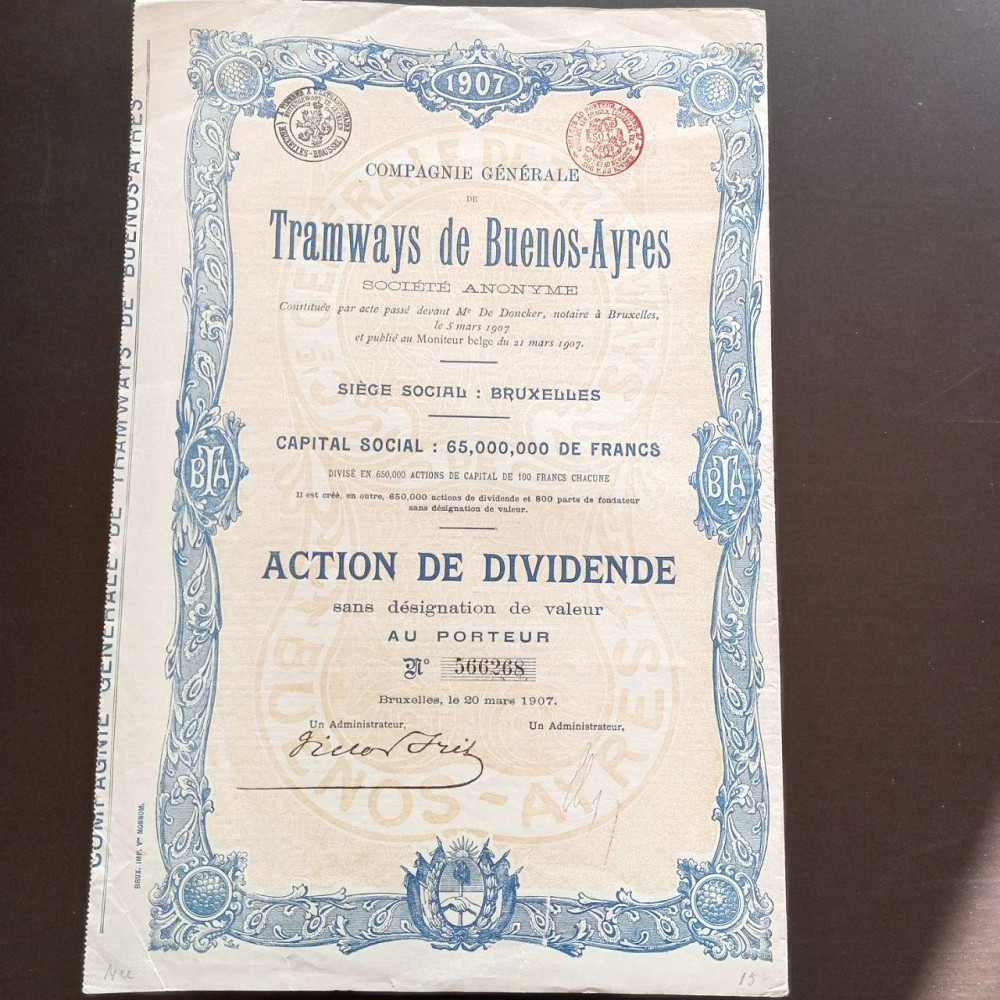 1907
COMPAGNIE GÉNÉRALE
DE
Tramways de Buenos-Ayres
SOCIÉTÉ ANONYME
Constituée par acte passé devant Me De Doncker, notaire à Bruxelles,
le 5 mars 1907
et publié au Moniteur belge du 21 mars 1907.
SIÈGE SOCIAL : BRUXELLES
CAPITAL SOCIAL : 65,000,000 DE FRANCS
DIVISÉ EN 650,000 ACTIONS DE CAPITAL DE 100 FRANCS CHACUNE
Il est créé, en outre, 650,000 actions de dividende et 800 parts de fondateur
sans désignation de valeur.
BTA
BTA
ACTION DE DIVIDENDE
sans désignation de valeur
AU PORTEUR
No 566268
Bruxelles, le 20 mars 1907.
Un Administrateur,
Un Administrateur,
COMPAGNIE GÉNÉRALE DE TRAMWAYS DE BUENOS-AYRES
BRUX. IMP. Ve MONNOM.
15-